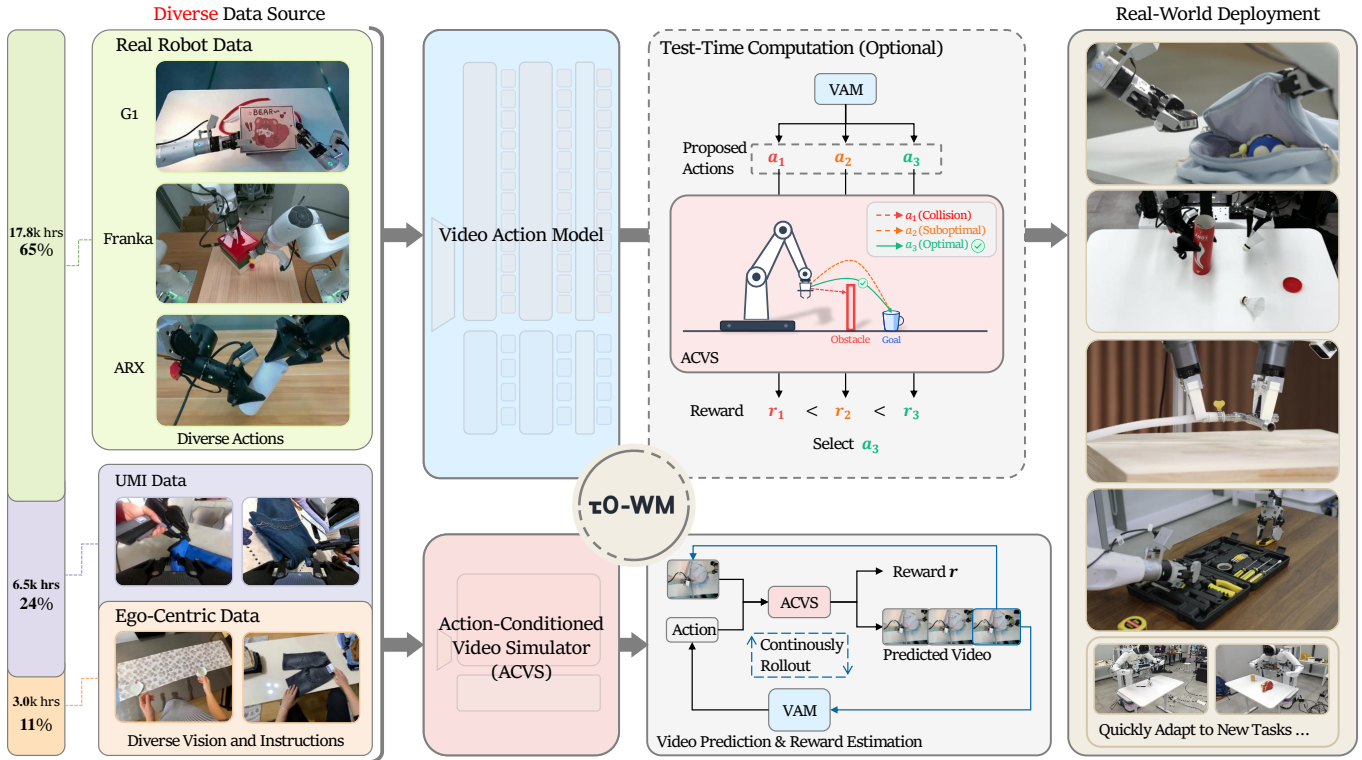 Diverse Data Source
17.8k hrs
65%
6.5k hrs
24%
3.0k hrs
11%
Real Robot Data
G1
BEAR
Franka
ARX
Diverse Actions
UMI Data
Ego-Centric Data
Diverse Vision and Instructions
Video Action Model
Action-Conditioned
Video Simulator
(ACVS)
τ0-WM
Test-Time Computation (Optional)
VAM
Proposed
Actions
a1 a2 a3
a1 (Collision)
a2 (Suboptimal)
a3 (Optimal)
Obstacle
Goal
ACVS
Reward r1 < r2 < r3
Select a3
Action
ACVS
Reward r
Continously
Rollout
Predicted Video
VAM
Video Prediction & Reward Estimation
Real-World Deployment
Quickly Adapt to New Tasks ...